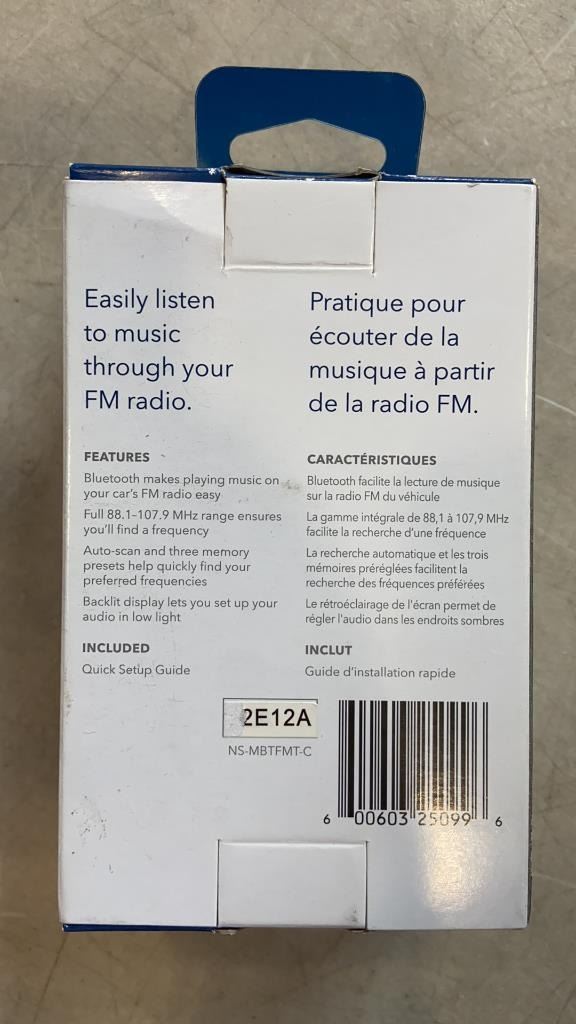 Easily listen
to music
through your
FM radio.
FEATURES
Bluetooth makes playing music on
your car's FM radio easy
Full 88.1–107.9 MHz range ensures
you'll find a frequency
Auto-scan and three memory
presets help quickly find your
preferred frequencies
Backlit display lets you set up your
audio in low light
INCLUDED
Quick Setup Guide
Pratique pour
écouter de la
musique à partir
de la radio FM.
CARACTÉRISTIQUES
Bluetooth facilite la lecture de musique
sur la radio FM du véhicule
La gamme intégrale de 88,1 à 107,9 MHz
facilite la recherche d'une fréquence
La recherche automatique et les trois
mémoires préréglées facilitent la
recherche des fréquences préférées
Le rétroéclairage de l'écran permet de
régler l'audio dans les endroits sombres
INCLUT
Guide d'installation rapide
2E12A
NS-MBTFMT-C
6 00603 25099 6